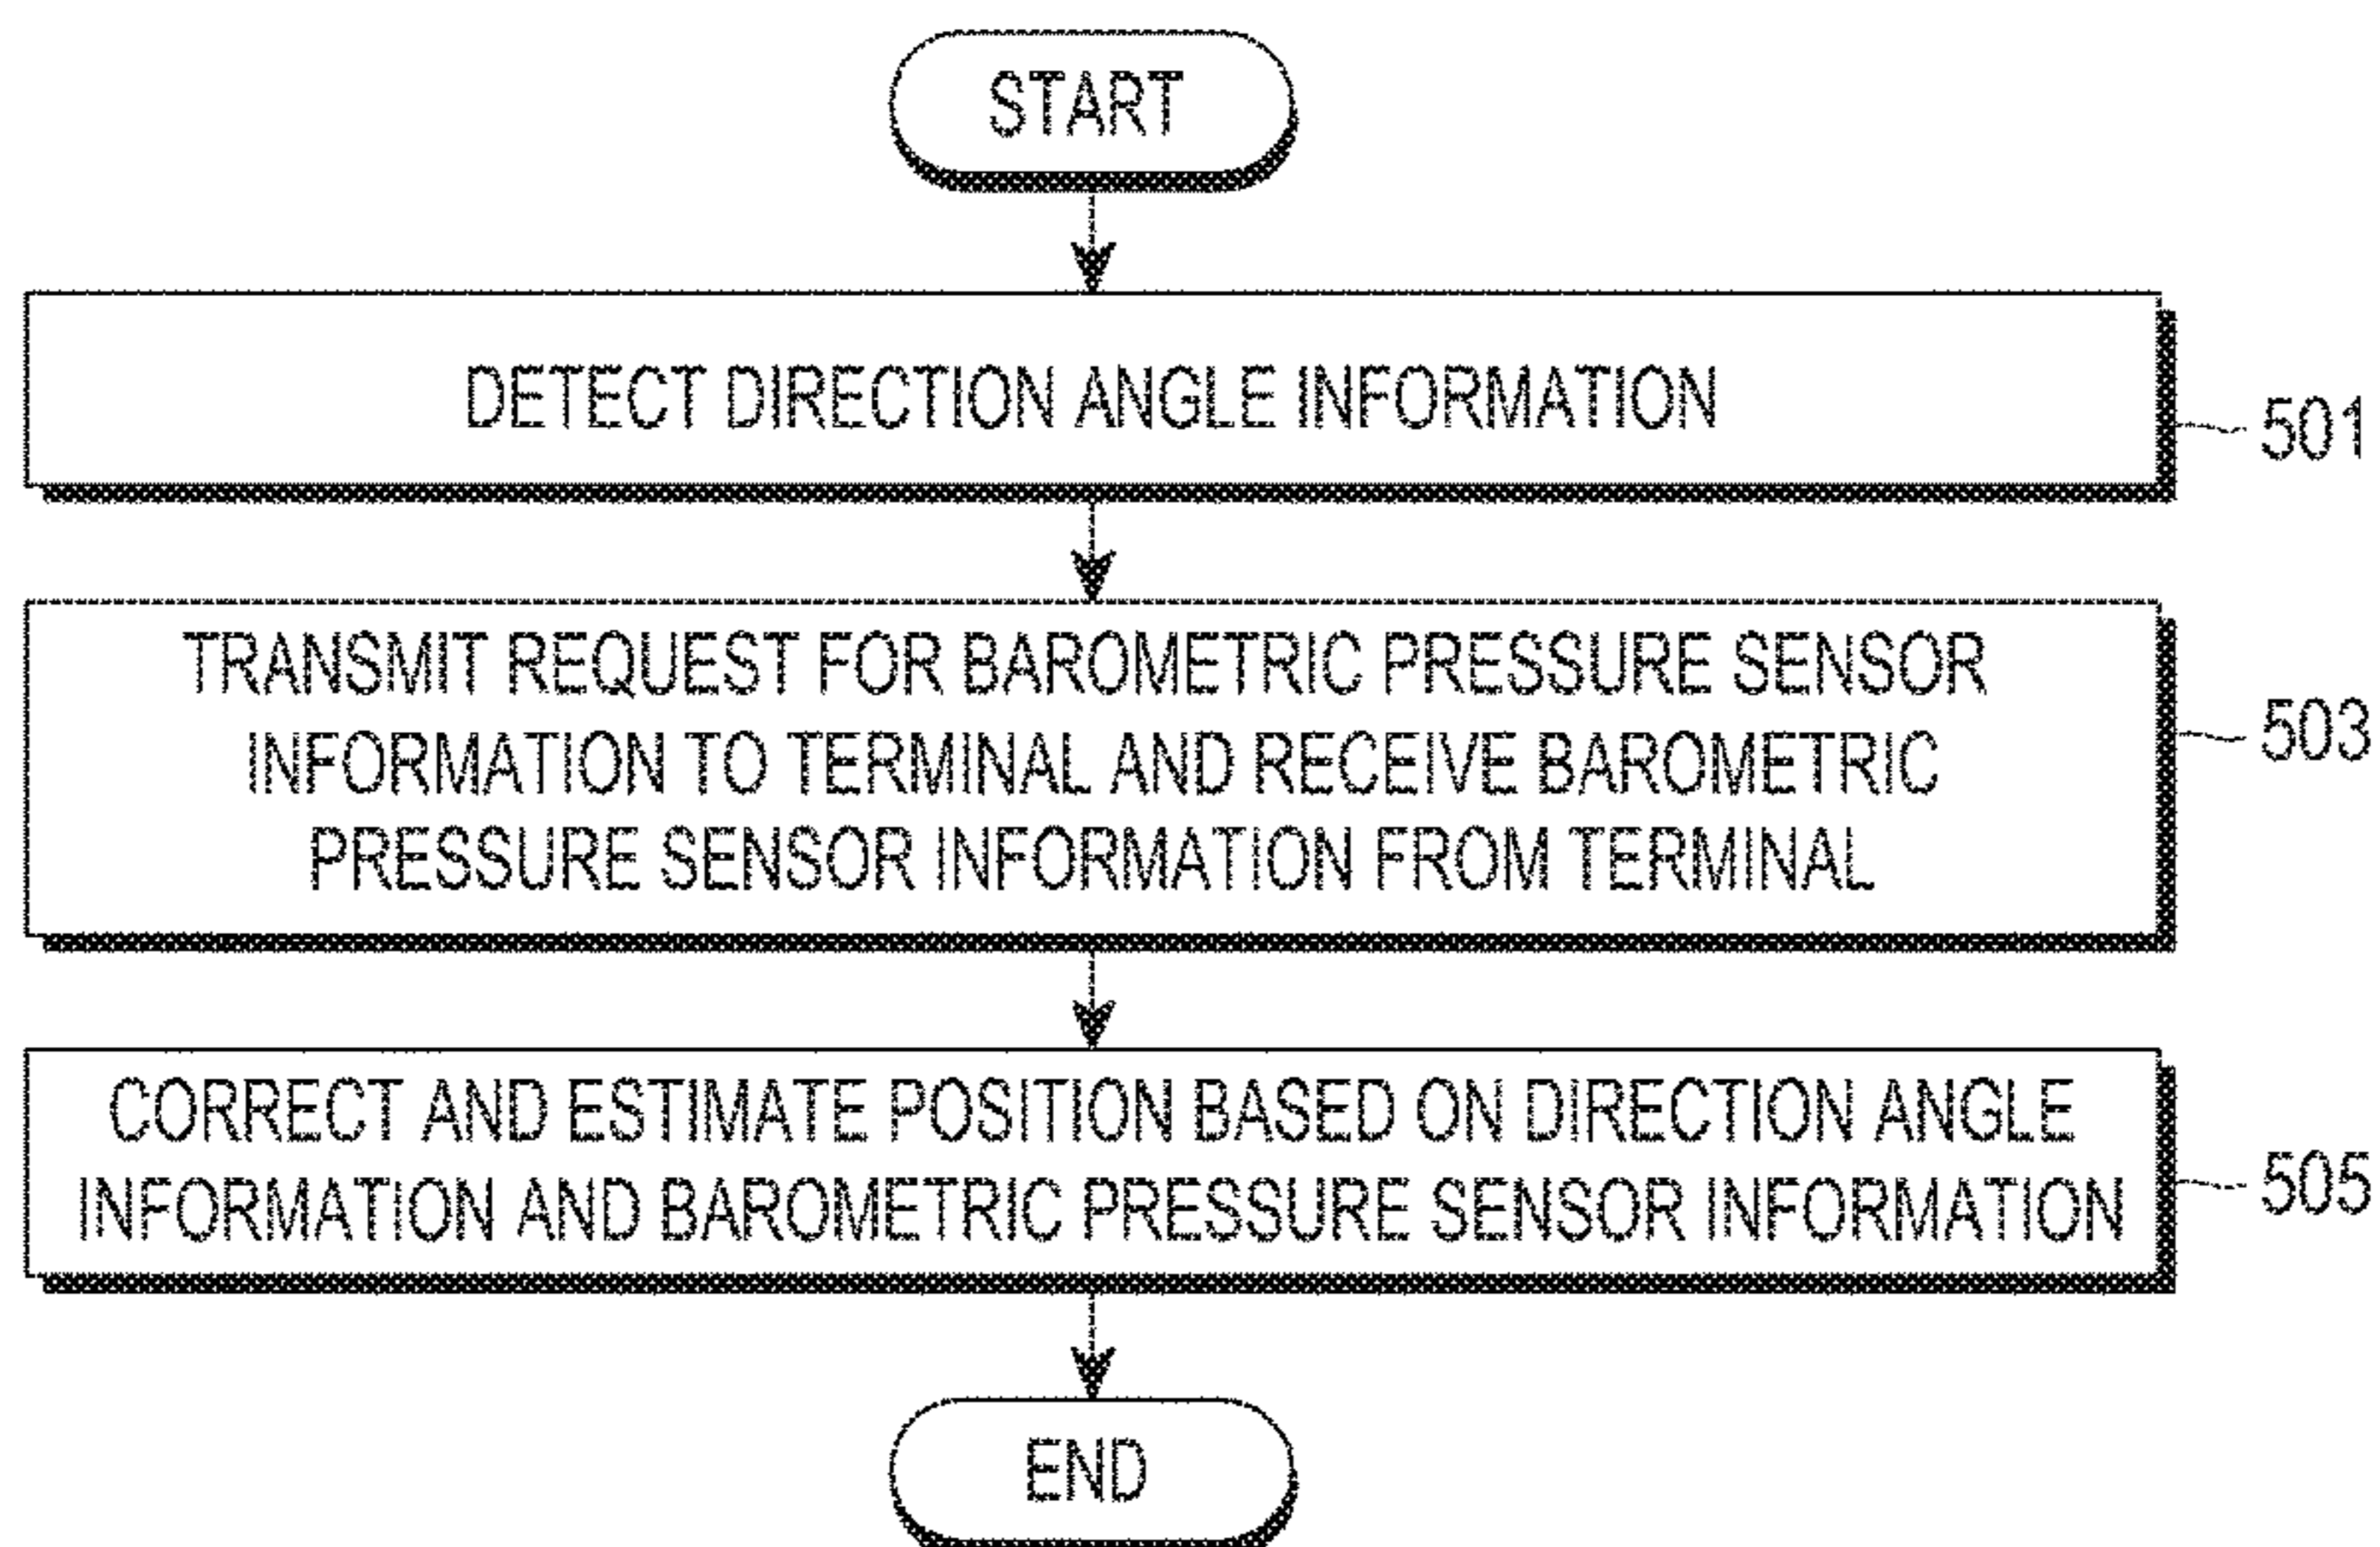 START
DETECT DIRECTION ANGLE INFORMATION
501
TRANSMIT REQUEST FOR BAROMETRIC PRESSURE SENSOR
INFORMATION TO TERMINAL AND RECEIVE BAROMETRIC
PRESSURE SENSOR INFORMATION FROM TERMINAL
503
CORRECT AND ESTIMATE POSITION BASED ON DIRECTION ANGLE
INFORMATION AND BAROMETRIC PRESSURE SENSOR INFORMATION
505
END